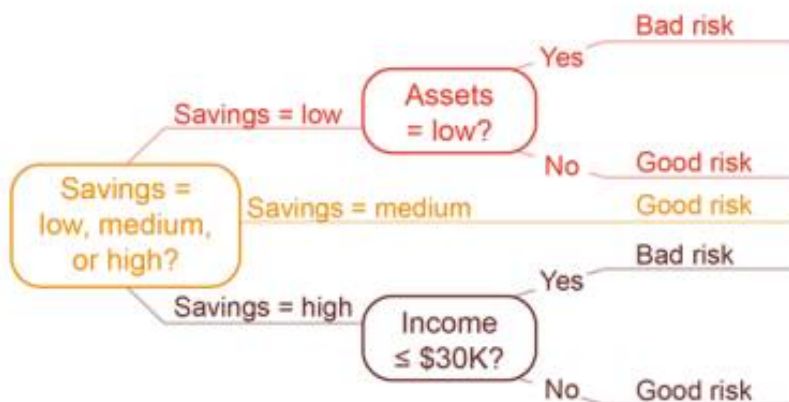 Bad risk
Yes
Assets
= low?
Savings = low
No
Good risk
Savings =
low, medium,
or high?
Savings = medium
Good risk
Bad risk
Yes
Savings = high
Income
≤ $30K?
No
Good risk